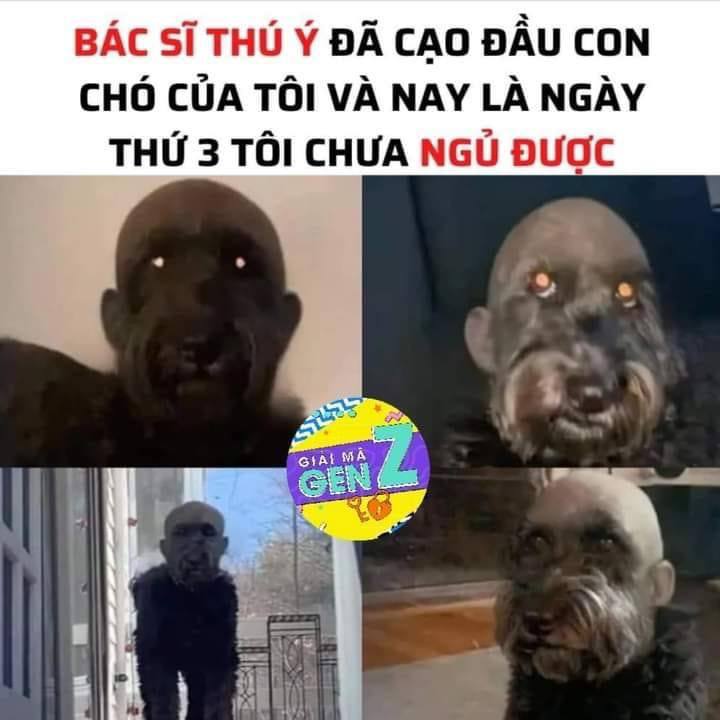 BÁC SĨ THÚ Ý ĐÃ CẠO ĐẦU CON
CHÓ CỦA TÔI VÀ NAY LÀ NGÀY
THỨ 3 TÔI CHƯA NGỦ ĐƯỢC
GIẢI MÃ
GEN Z